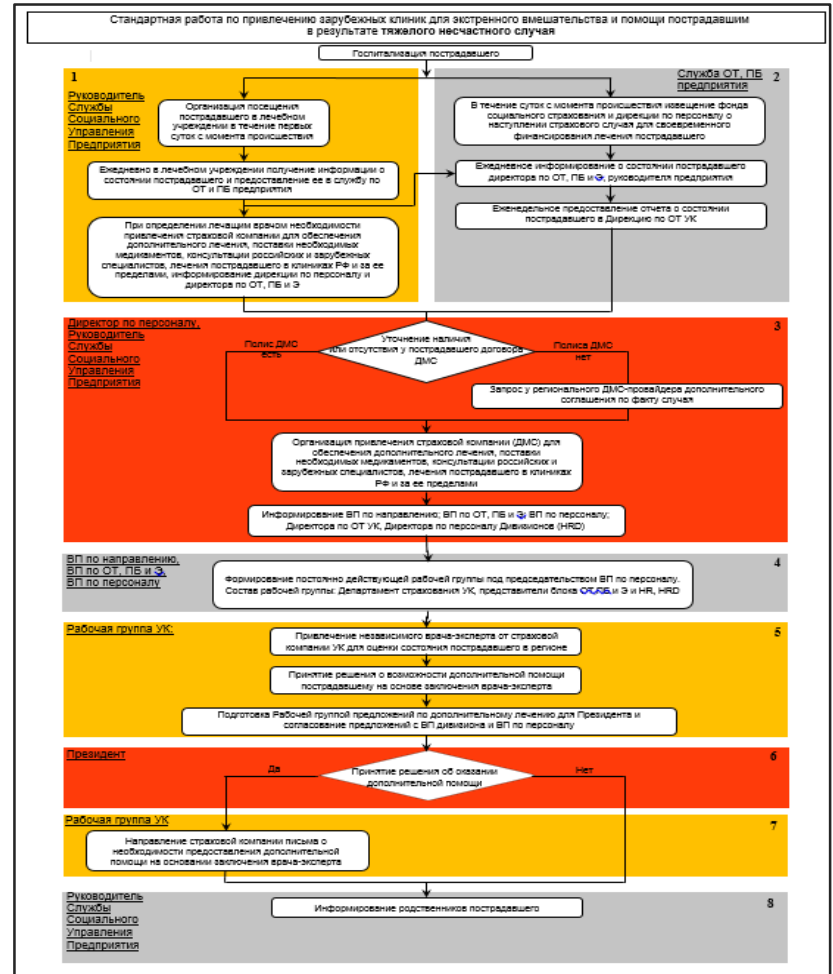 Стандартная работа по привлечению зарубежных клиник для экстренного вмешательства и помощи пострадавшим
в результате тяжелого несчастного случая
Госпитализация пострадавшего
1
Руководитель
Службы
Социального
Управления
Предприятия
Организация посещения
пострадавшего в лечебном
учреждении в течение первых
суток с момента происшествия
Ежедневно в лечебном учреждении получение информации о
состоянии пострадавшего и предоставление ее в службу по
ОТ и ПБ предприятия
При определении лечащим врачом необходимости
привлечения страховой компании для обеспечения
дополнительного лечения, поставки необходимых
медикаментов, консультации российских и зарубежных
специалистов, лечения пострадавшего в клиниках РФ и за ее
пределами, информирование дирекции по персоналу и
директора по ОТ, ПБ и Э
Служба ОТ, ПБ
предприятия
2
В течение суток с момента происшествия извещение фонда
социального страхования и дирекции по персоналу о
наступлении страхового случая для своевременного
финансирования лечения пострадавшего
Ежедневное информирование о состоянии пострадавшего
директора по ОТ, ПБ и Э, руководителя предприятия
Еженедельное предоставление отчета о состоянии
пострадавшего в Дирекцию по ОТ УК
Директор по персоналу,
Руководитель
Службы
Социального
Управления
Предприятия
3
Уточнение наличия
или отсутствия у пострадавшего договора
ДМС
Полис ДМС
есть
Полиса ДМС
нет
Запрос у регионального ДМС-провайдера дополнительного
соглашения по факту случая
Организация привлечения страховой компании (ДМС) для
обеспечения дополнительного лечения, поставки
необходимых медикаментов, консультации российских и
зарубежных специалистов, лечения пострадавшего в клиниках
РФ и за ее пределами
Информирование ВП по направлению; ВП по ОТ, ПБ и Э; ВП по персоналу;
Директора по ОТ УК, Директора по персоналу Дивизионов (HRD)
ВП по направлению,
ВП по ОТ, ПБ и Э,
ВП по персоналу
4
Формирование постоянно действующей рабочей группы под председательством ВП по персоналу.
Состав рабочей группы: Департамент страхования УК, представители блока ОТ,ПБ и Э и HR, HRD
Рабочая группа УК:
5
Привлечение независимого врача-эксперта от страховой
компании УК для оценки состояния пострадавшего в регионе
Принятие решения о возможности дополнительной помощи
пострадавшему на основе заключения врача-эксперта
Подготовка Рабочей группой предложений по дополнительному лечению для Президента и
согласование предложений с ВП дивизиона и ВП по персоналу
Президент
6
Да
Принятие решения об оказании
дополнительной помощи
Нет
Рабочая группа УК
7
Направление страховой компании письма о
необходимости предоставления дополнительной
помощи на основании заключения врача-эксперта
Руководитель
Службы
Социального
Управления
Предприятия
8
Информирование родственников пострадавшего